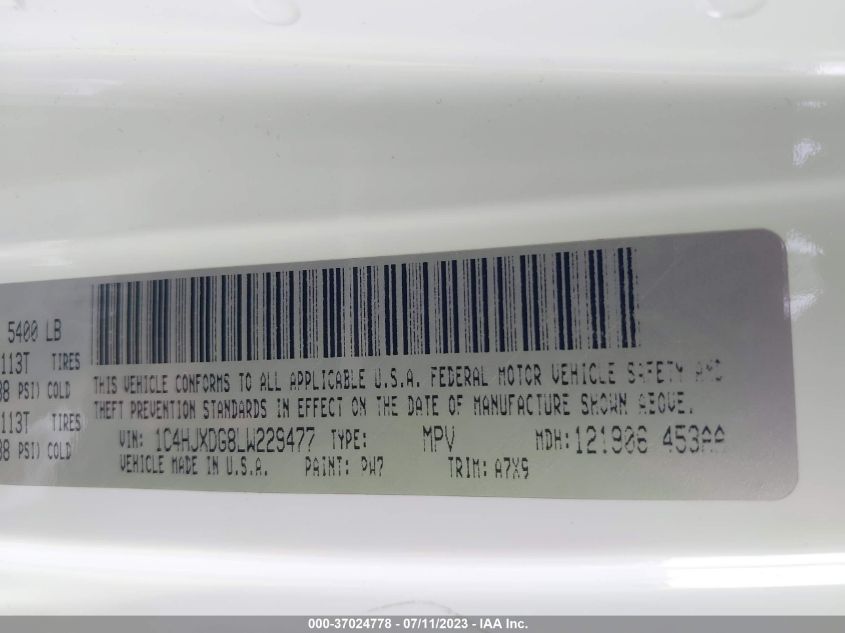 5400 LB
113T TIRES
PSI) COLD
113T TIRES
PSI) COLD
THIS VEHICLE CONFORMS TO ALL APPLICABLE U.S.A. FEDERAL MOTOR VEHICLE SAFETY AND
THEFT PREVENTION STANDARDS IN EFFECT ON THE DATE OF MANUFACTURE SHOWN ABOVE.
VIN: 1C4HJXDG8LW229477 TYPE: MPV MDH: 121906 453AA
VEHICLE MADE IN U.S.A. PAINT: PW7 TRIM: A7X9
000-37024778 - 07/11/2023 - IAA Inc.